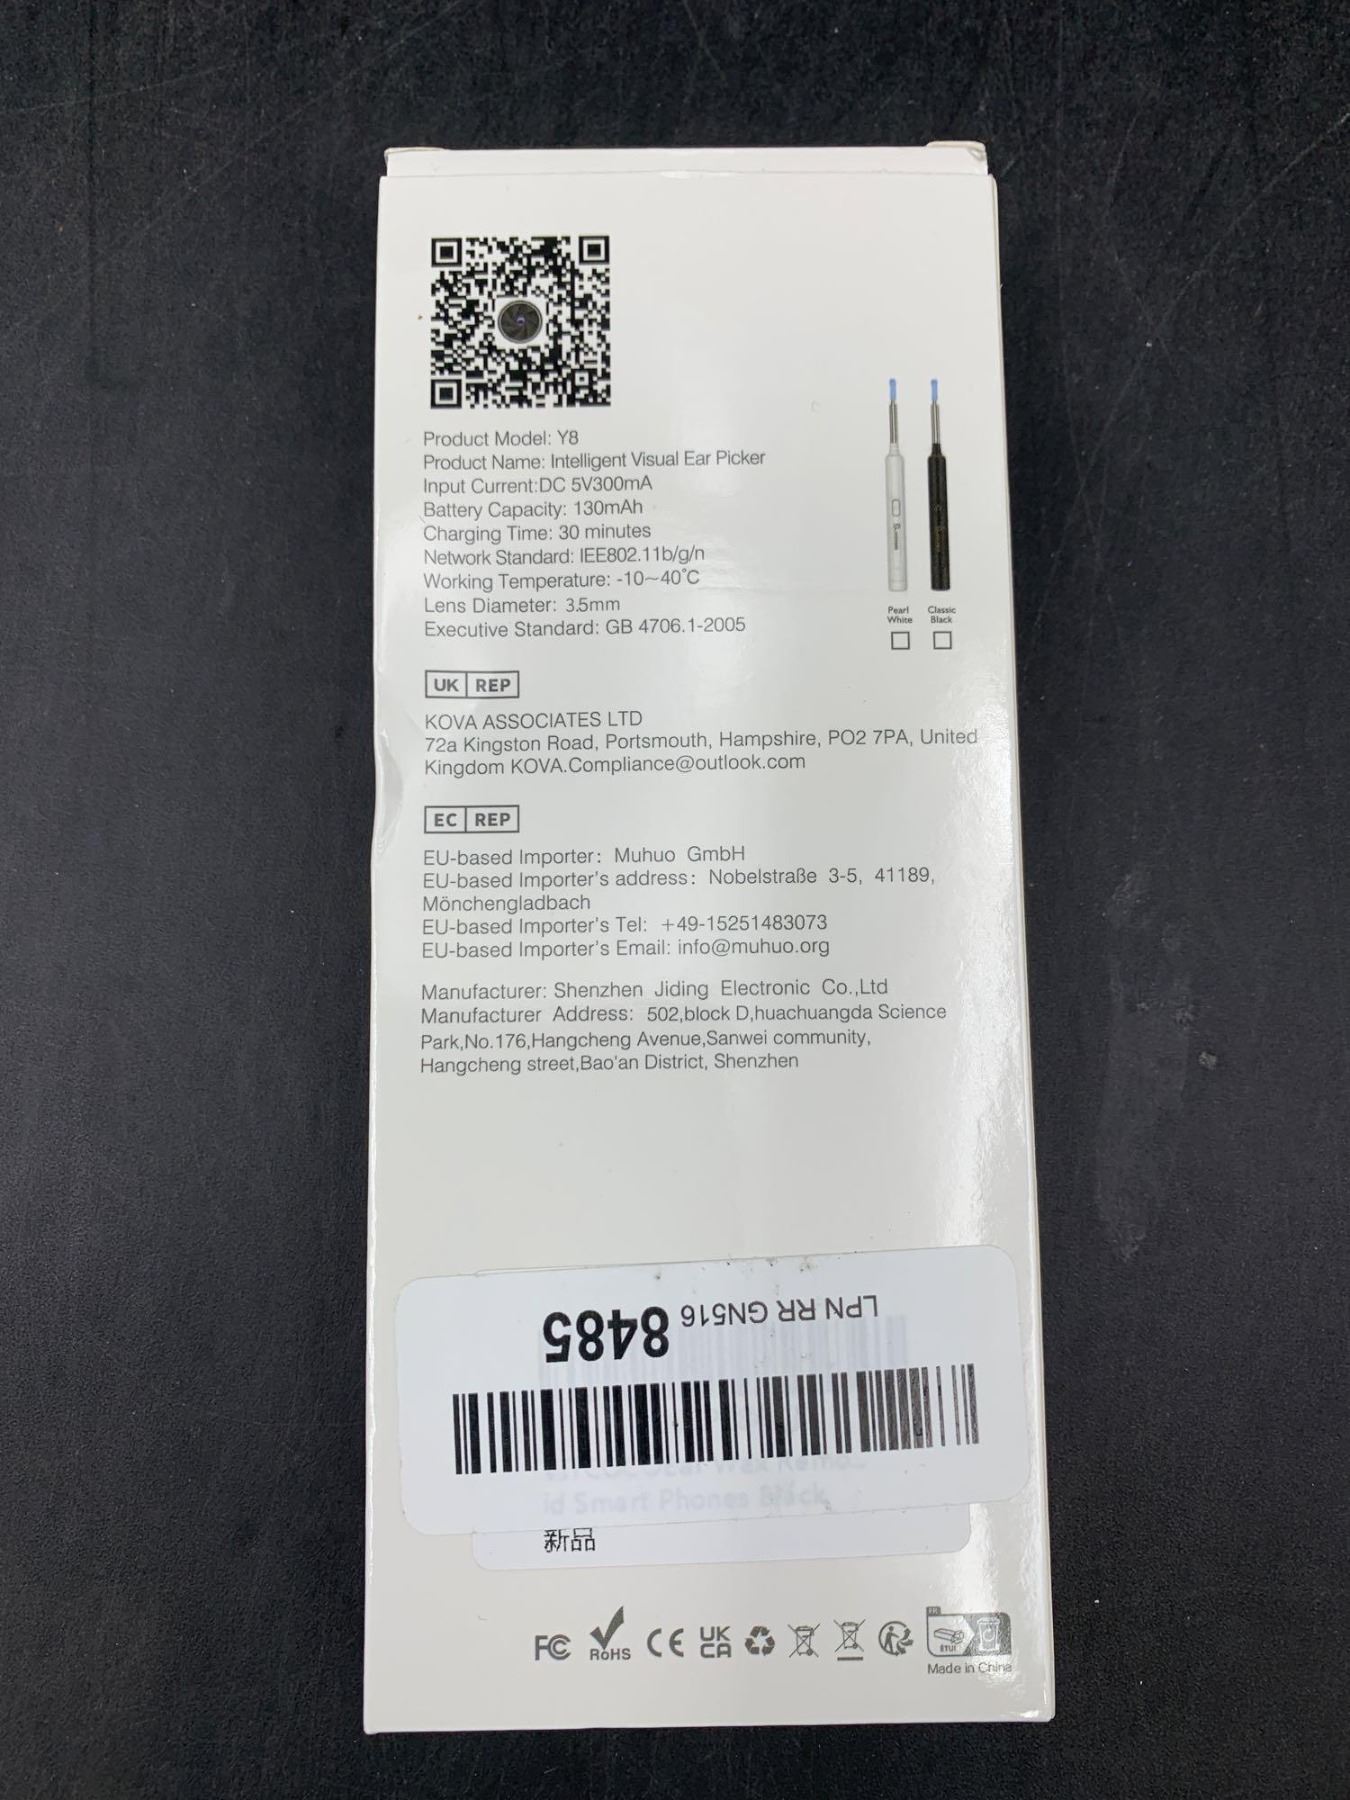 Product Model: Y8
Product Name: Intelligent Visual Ear Picker
Input Current:DC 5V300mA
Battery Capacity: 130mAh
Charging Time: 30 minutes
Network Standard: IEE802.11b/g/n
Working Temperature: -10~40°C
Lens Diameter: 3.5mm
Executive Standard: GB 4706.1-2005
Pearl White
Classic Black
UK REP
KOVA ASSOCIATES LTD
72a Kingston Road, Portsmouth, Hampshire, PO2 7PA, United
Kingdom KOVA.Compliance@outlook.com
EC REP
EU-based Importer: Muhuo GmbH
EU-based Importer's address: Nobelstraße 3-5, 41189,
Mönchengladbach
EU-based Importer's Tel: +49-15251483073
EU-based Importer's Email: info@muhuo.org
Manufacturer: Shenzhen Jiding Electronic Co.,Ltd
Manufacturer Address: 502,block D,huachuangda Science
Park,No.176,Hangcheng Avenue,Sanwei community,
Hangcheng street,Bao'an District, Shenzhen
LPN RR GN516 8485
Ear Wax Remo
id Smart Phones Black
新品
FC RoHS CE UK CA
FR
ETUI
Made in China